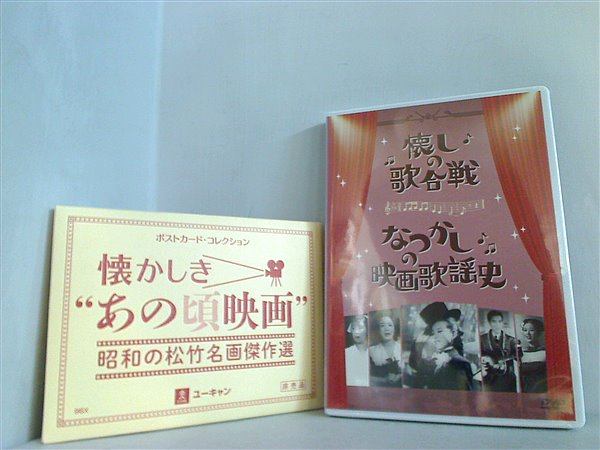 ポストカード・コレクション
懐かしき
“あの頃映画”
昭和の松竹名画傑作選
ユーキャン
非売品
懐し
の
歌合戦
なつかし
の
映画歌謡史
DVD